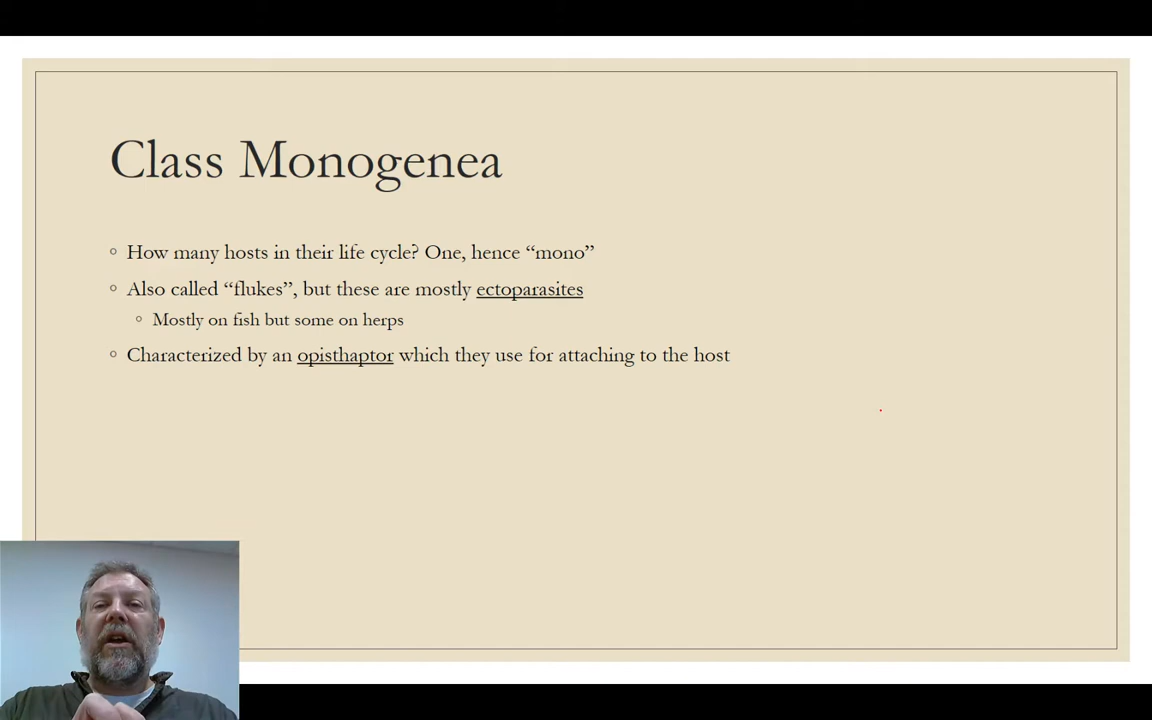 Class Monogenea
How many hosts in their life cycle? One, hence “mono”
Also called “flukes”, but these are mostly ectoparasites
Mostly on fish but some on herps
Characterized by an opisthaptor which they use for attaching to the host